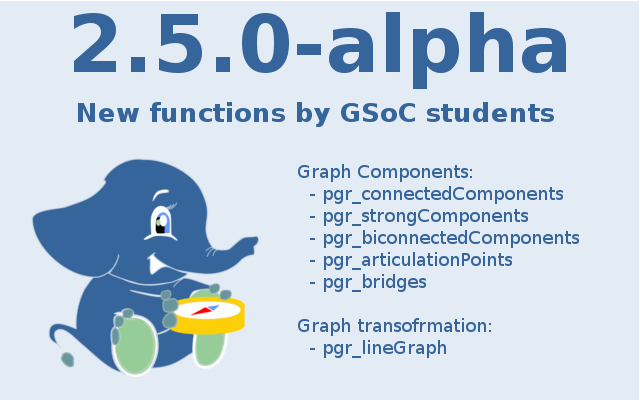 2.5.0-alpha
New functions by GSoC students
Graph Components:
- pgr_connectedComponents
- pgr_strongComponents
- pgr_biconnectedComponents
- pgr_articulationPoints
- pgr_bridges
Graph transofrmation:
- pgr_lineGraph